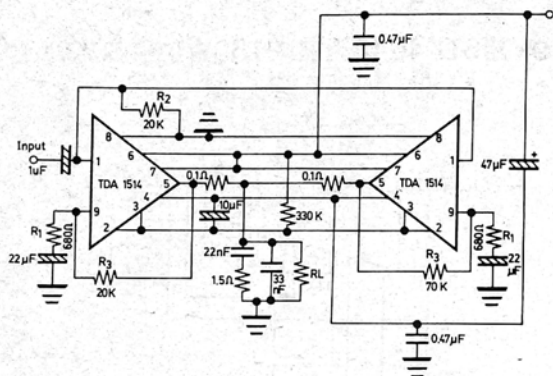 0.47µF
R2
20 K
8
8
Input
1uF
1
6
6
1
7
7
TDA 1514
5
0.1Ω
0.1Ω
5
TDA 1514
47µF
+
9
4
10µF
4
9
3
330 K
3
2
2
R1
680Ω
22µF
R3
20K
22nF
1,5Ω
33
nF
RL
R3
70 K
680Ω
R1
22
µF
0.47µF